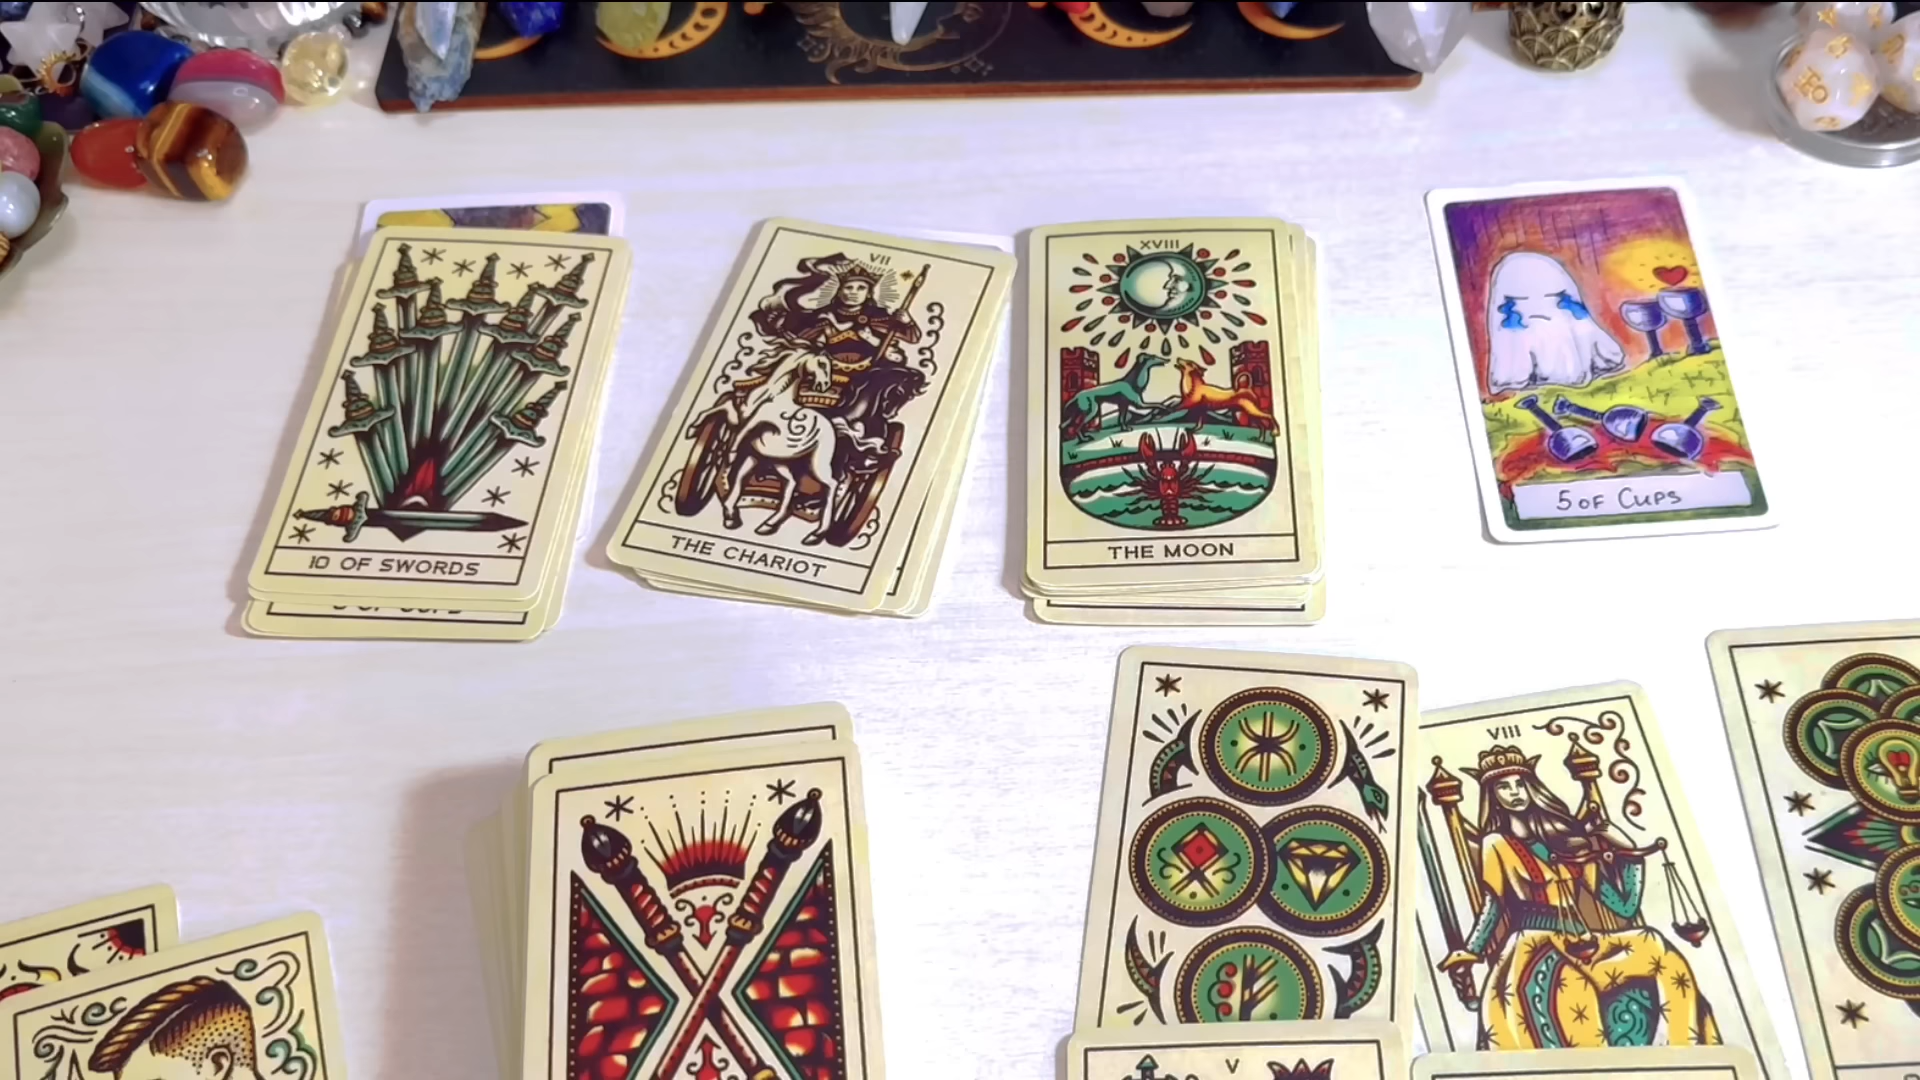 10 OF SWORDS
VII
THE CHARIOT
XVIII
THE MOON
5 OF CUPS
VIII
V